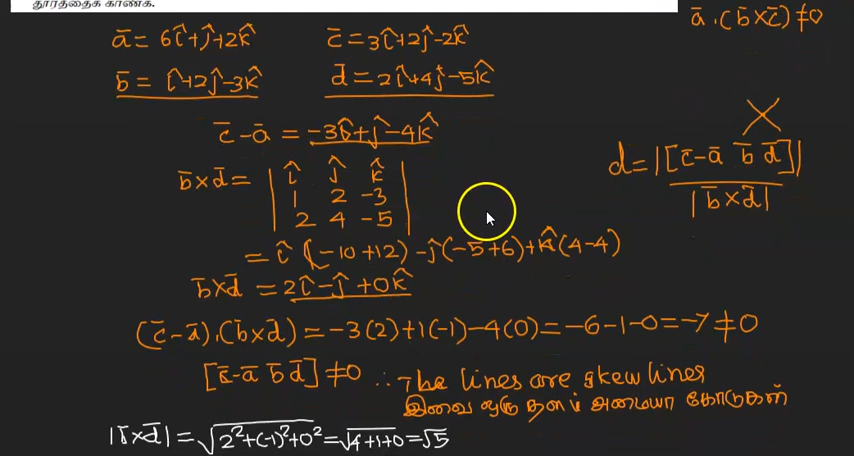 தூரத்தைக் காண்க.
a̅ · (b̅ × c̅) ≠ 0
a̅ = 6î + ĵ + 2k̂   c̅ = 3î + 2ĵ - 2k̂
b̅ = î + 2ĵ - 3k̂   d̅ = 2î + 4ĵ - 5k̂
c̅ - a̅ = -3î + ĵ - 4k̂
b̅ × d̅ = | î ĵ k̂ |
| 1 2 -3 |
| 2 4 -5 |
d = |[c̅ - a̅ b̅ d̅]| / |b̅ × d̅|
= î (-10+12) - ĵ (-5+6) + k̂ (4-4)
b̅ × d̅ = 2î - ĵ + 0k̂
(c̅ - a̅) . (b̅ × d̅) = -3(2) + 1(-1) - 4(0) = -6 - 1 - 0 = -7 ≠ 0
[c̅ - a̅ b̅ d̅] ≠ 0 ∴ The lines are skew lines
இவை ஒரு தளம் அமையா கோடுகள்
|b̅ × d̅| = √2² + (-1)² + 0² = √4+1+0 = √5